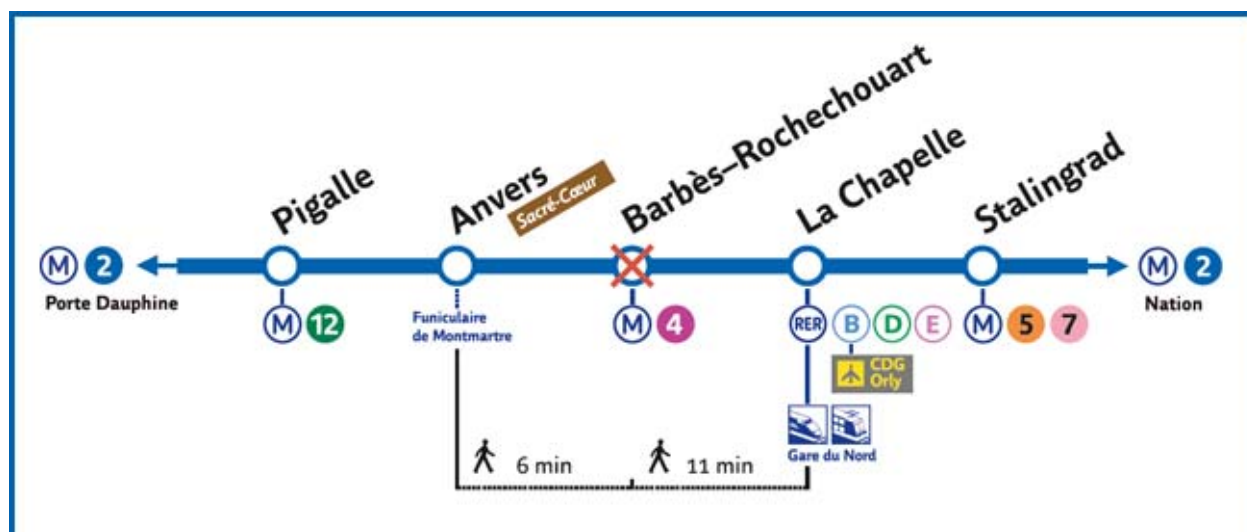 Pigalle
Anvers
Sacré-Cœur
Barbès–Rochechouart
La Chapelle
Stalingrad
M 2
Porte Dauphine
M 2
Nation
M 12
Funiculaire
de Montmartre
M 4
RER B D E
M 5 7
CDG
Orly
Gare du Nord
6 min
11 min